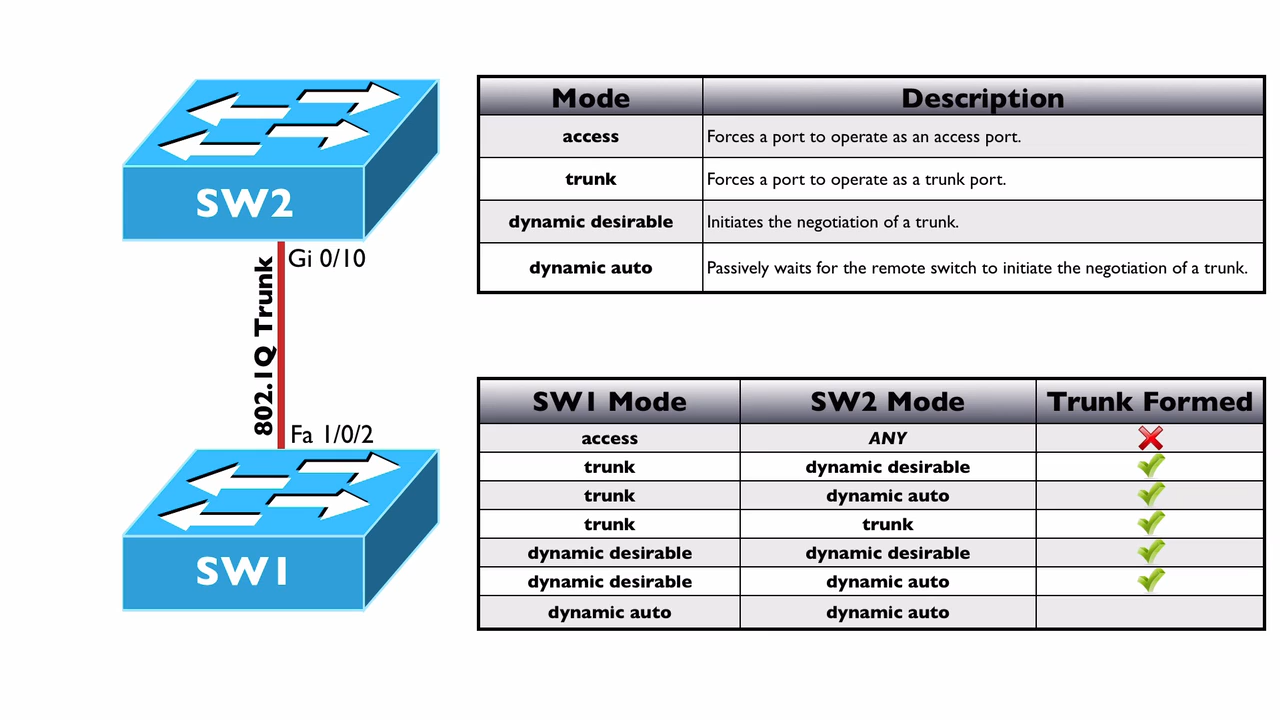 SW2
Gi 0/10
802.1Q Trunk
Fa 1/0/2
SW1
Mode Description
access Forces a port to operate as an access port.
trunk Forces a port to operate as a trunk port.
dynamic desirable Initiates the negotiation of a trunk.
dynamic auto Passively waits for the remote switch to initiate the negotiation of a trunk.
SW1 Mode SW2 Mode Trunk Formed
access ANY
trunk dynamic desirable
trunk dynamic auto
trunk trunk
dynamic desirable dynamic desirable
dynamic desirable dynamic auto
dynamic auto dynamic auto